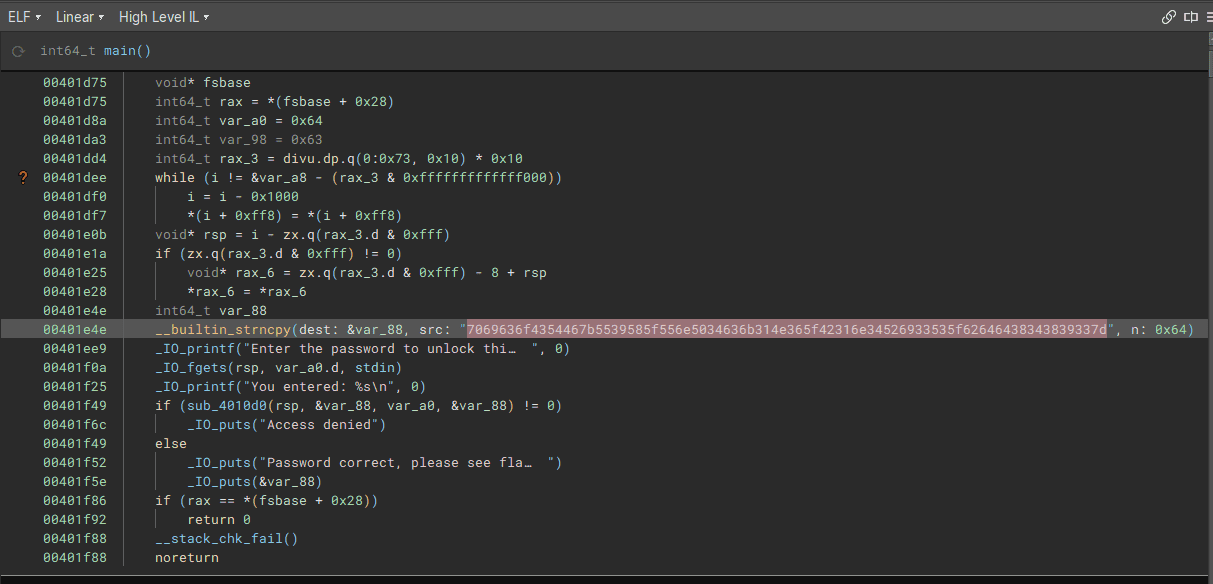 ELF ▾ Linear ▾ High Level IL ▾
int64_t main()
00401d75 void* fsbase
00401d75 int64_t rax = *(fsbase + 0x28)
00401d8a int64_t var_a0 = 0x64
00401da3 int64_t var_98 = 0x63
00401dd4 int64_t rax_3 = divu.dp.q(0:0x73, 0x10) * 0x10
? 00401dee while (i != &var_a8 - (rax_3 & 0xfffffffffffff000))
00401df0 i = i - 0x1000
00401df7 *(i + 0xff8) = *(i + 0xff8)
00401e0b void* rsp = i - zx.q(rax_3.d & 0xfff)
00401e1a if (zx.q(rax_3.d & 0xfff) != 0)
00401e25 void* rax_6 = zx.q(rax_3.d & 0xfff) - 8 + rsp
00401e28 *rax_6 = *rax_6
00401e4e int64_t var_88
00401e4e __builtin_strncpy(dest: &var_88, src: "7069636f4354467b5539585f556e5034636b314e365f42316e34526933535f62646438343839337d", n: 0x64)
00401ee9 _IO_printf("Enter the password to unlock thi… ", 0)
00401f0a _IO_fgets(rsp, var_a0.d, stdin)
00401f25 _IO_printf("You entered: %s\n", 0)
00401f49 if (sub_4010d0(rsp, &var_88, var_a0, &var_88) != 0)
00401f6c _IO_puts("Access denied")
00401f49 else
00401f52 _IO_puts("Password correct, please see fla… ")
00401f5e _IO_puts(&var_88)
00401f86 if (rax == *(fsbase + 0x28))
00401f92 return 0
00401f88 __stack_chk_fail()
00401f88 noreturn